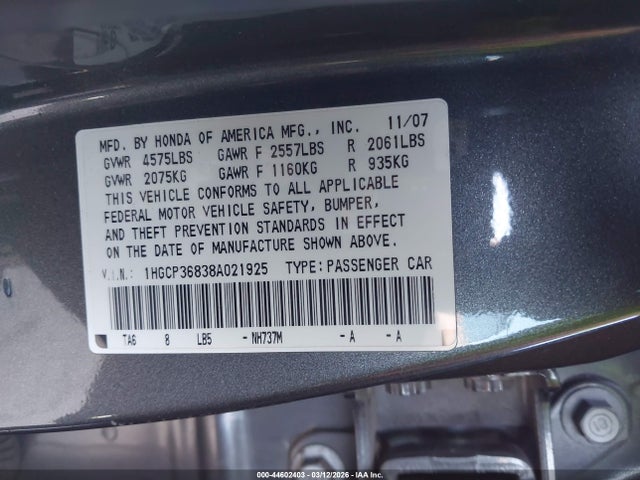 MFD. BY HONDA OF AMERICA MFG., INC. 11/07
GVWR 4575LBS GAWR F 2557LBS R 2061LBS
GVWR 2075KG GAWR F 1160KG R 935KG
THIS VEHICLE CONFORMS TO ALL APPLICABLE
FEDERAL MOTOR VEHICLE SAFETY, BUMPER,
AND THEFT PREVENTION STANDARDS IN EFFECT
ON THE DATE OF MANUFACTURE SHOWN ABOVE.
V.I.N.: 1HGCP36838A021925 TYPE: PASSENGER CAR
TA6 8 LB5 - NH737M - A - A
000-44602403 - 03/12/2026 - IAA Inc.